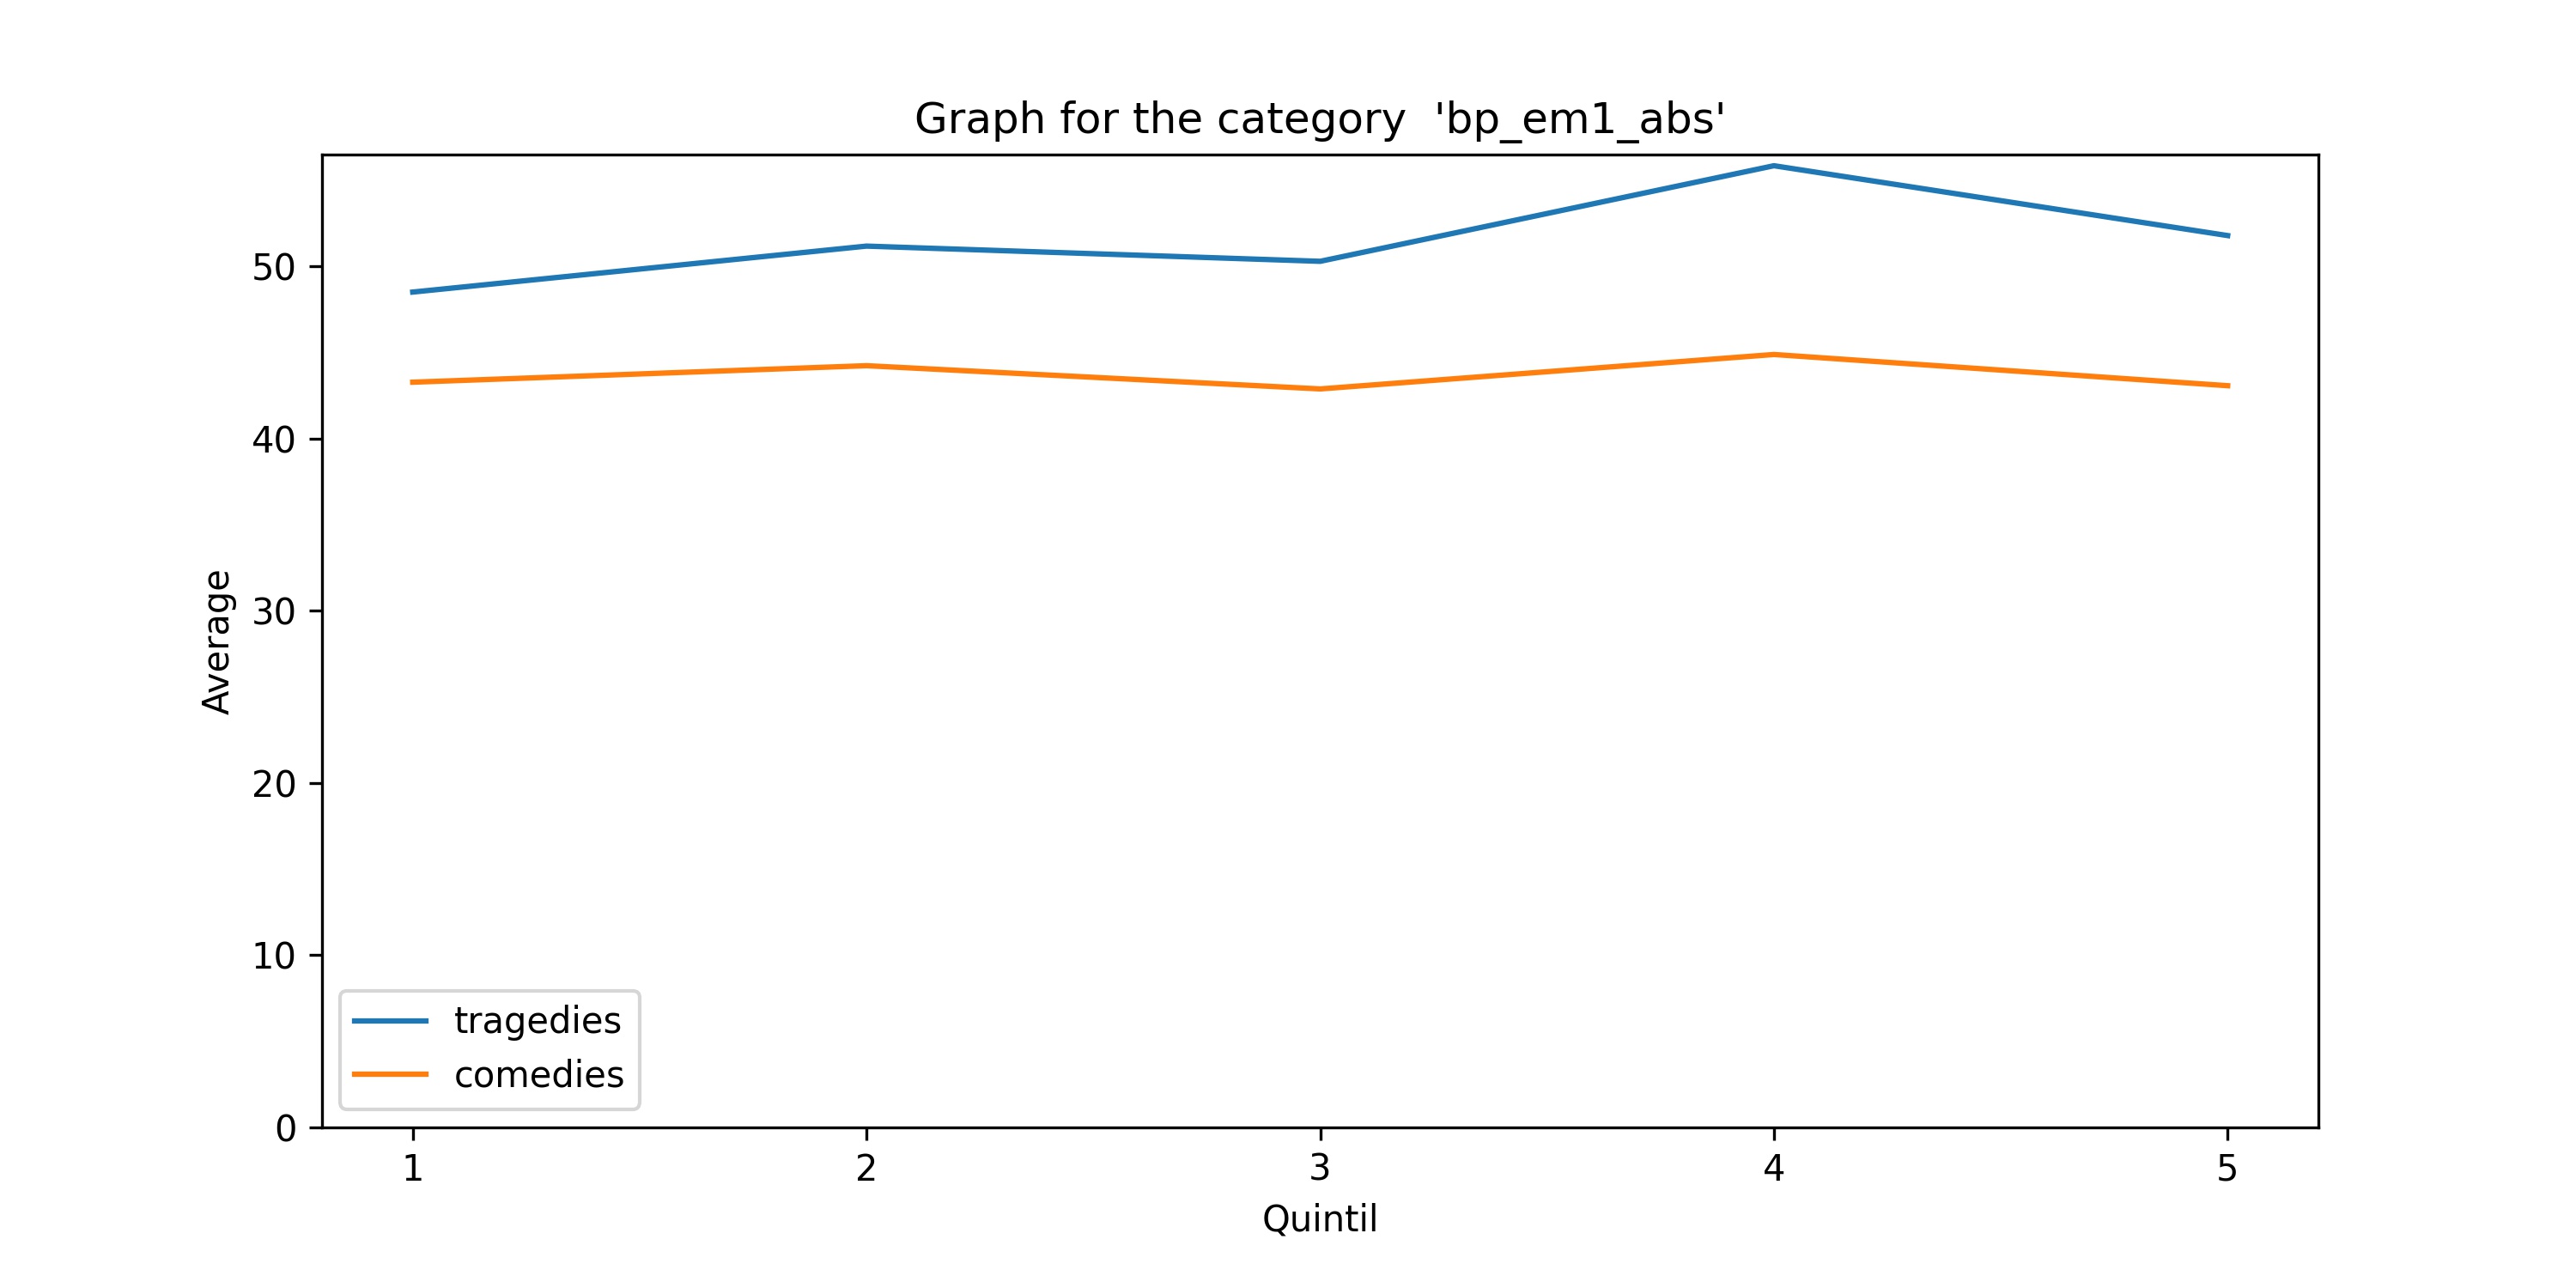 Graph for the category  'bp_em1_abs'
50
40
30
20
10
0
Average
tragedies
comedies
1 2 3 4 5
Quintil